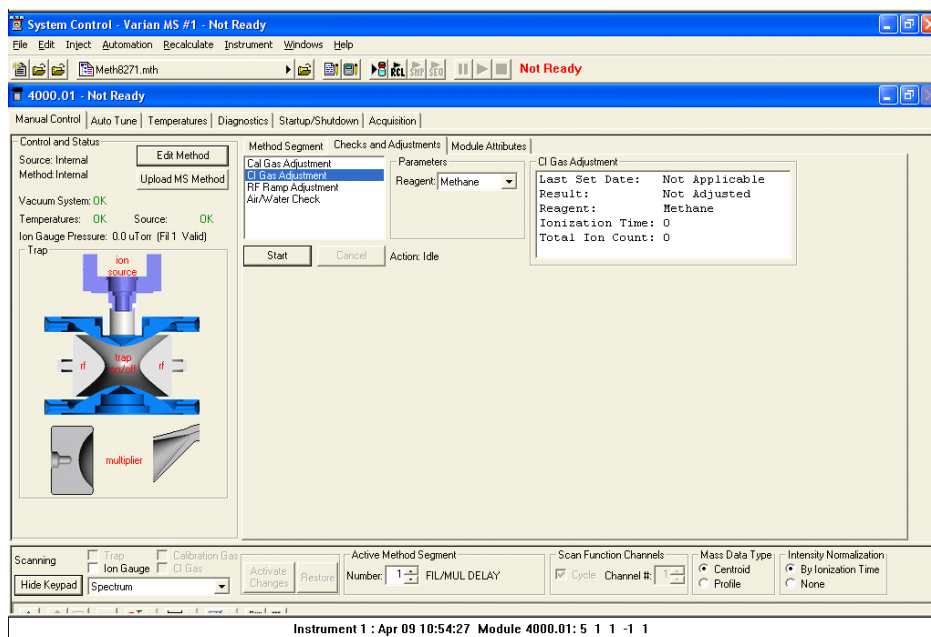 System Control - Varian MS #1 - Not Ready
File Edit Inject Automation Recalculate Instrument Windows Help
Meth8271.mth RCL SMP SEQ Not Ready
4000.01 - Not Ready
Manual Control Auto Tune Temperatures Diagnostics Startup/Shutdown Acquisition
Control and Status
Source: Internal
Edit Method
Method: Internal
Upload MS Method
Vacuum System: OK
Temperatures: OK Source: OK
Ion Gauge Pressure: 0.0 uTorr (Fil 1 Valid)
Trap
ion
source
rf
trap
on/off
rf
multiplier
Method Segment Checks and Adjustments Module Attributes
Cal Gas Adjustment
CI Gas Adjustment
RF Ramp Adjustment
Air/Water Check
Parameters
Reagent: Methane
CI Gas Adjustment
Last Set Date: Not Applicable
Result: Not Adjusted
Reagent: Methane
Ionization Time: 0
Total Ion Count: 0
Start Cancel Action: Idle
Scanning
Trap Calibration Gas
Ion Gauge CI Gas
Hide Keypad Spectrum
Activate
Changes
Restore
Active Method Segment
Number: 1 FIL/MUL DELAY
Scan Function Channels
Cycle Channel #: 1
Mass Data Type
Centroid
Profile
Intensity Normalization
By Ionization Time
None
Instrument 1 : Apr 09 10:54:27 Module 4000.01: 5 1 1 -1 1